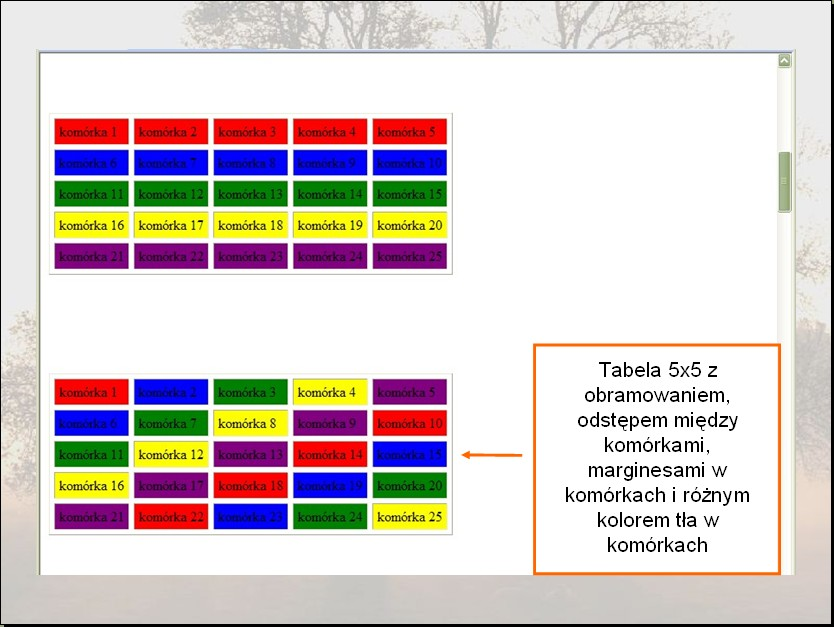 komórka 1 komórka 2 komórka 3 komórka 4 komórka 5
komórka 6 komórka 7 komórka 8 komórka 9 komórka 10
komórka 11 komórka 12 komórka 13 komórka 14 komórka 15
komórka 16 komórka 17 komórka 18 komórka 19 komórka 20
komórka 21 komórka 22 komórka 23 komórka 24 komórka 25
komórka 1 komórka 2 komórka 3 komórka 4 komórka 5
komórka 6 komórka 7 komórka 8 komórka 9 komórka 10
komórka 11 komórka 12 komórka 13 komórka 14 komórka 15
komórka 16 komórka 17 komórka 18 komórka 19 komórka 20
komórka 21 komórka 22 komórka 23 komórka 24 komórka 25
Tabela 5x5 z
obramowaniem,
odstępem między
komórkami,
marginesami w
komórkach i różnym
kolorem tła w
komórkach